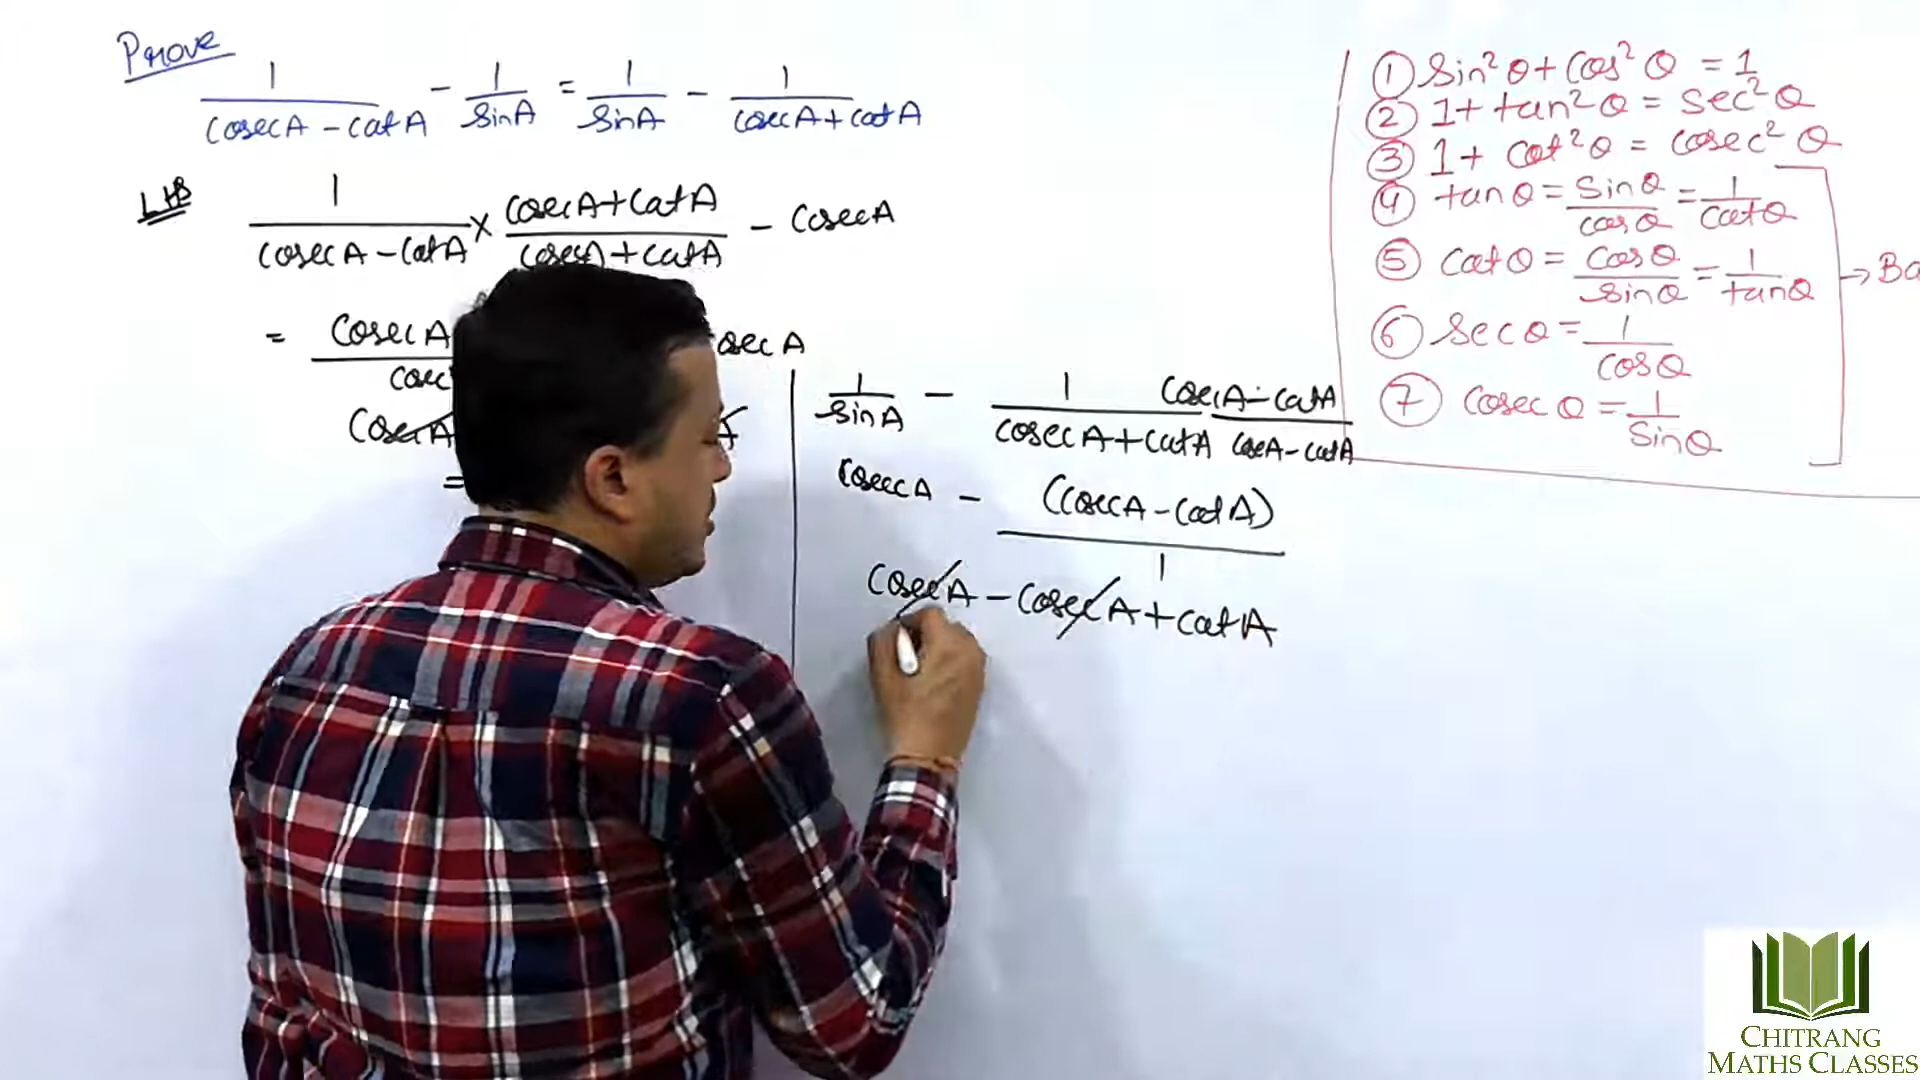 Prove
1/(cosecA - cotA) - 1/sinA = 1/sinA - 1/(cosecA + cotA)
LHS
1/(cosecA - cotA) × (cosecA + cotA)/(cosecA + cotA) - cosecA
= cosecA
cosec
cosecA
=
1/sinA - 1/(cosecA + cotA) (cosecA - cotA)/(cosecA - cotA)
cosecA - (cosecA - cotA)/1
cosecA - cosecA + cotA
① sin²θ + cos²θ = 1
② 1 + tan²θ = sec²θ
③ 1 + cot²θ = cosec²θ
④ tanθ = sinθ/cosθ = 1/cotθ
⑤ cotθ = cosθ/sinθ = 1/tanθ
⑥ secθ = 1/cosθ
⑦ cosecθ = 1/sinθ
CHITRANG
MATHS CLASSES